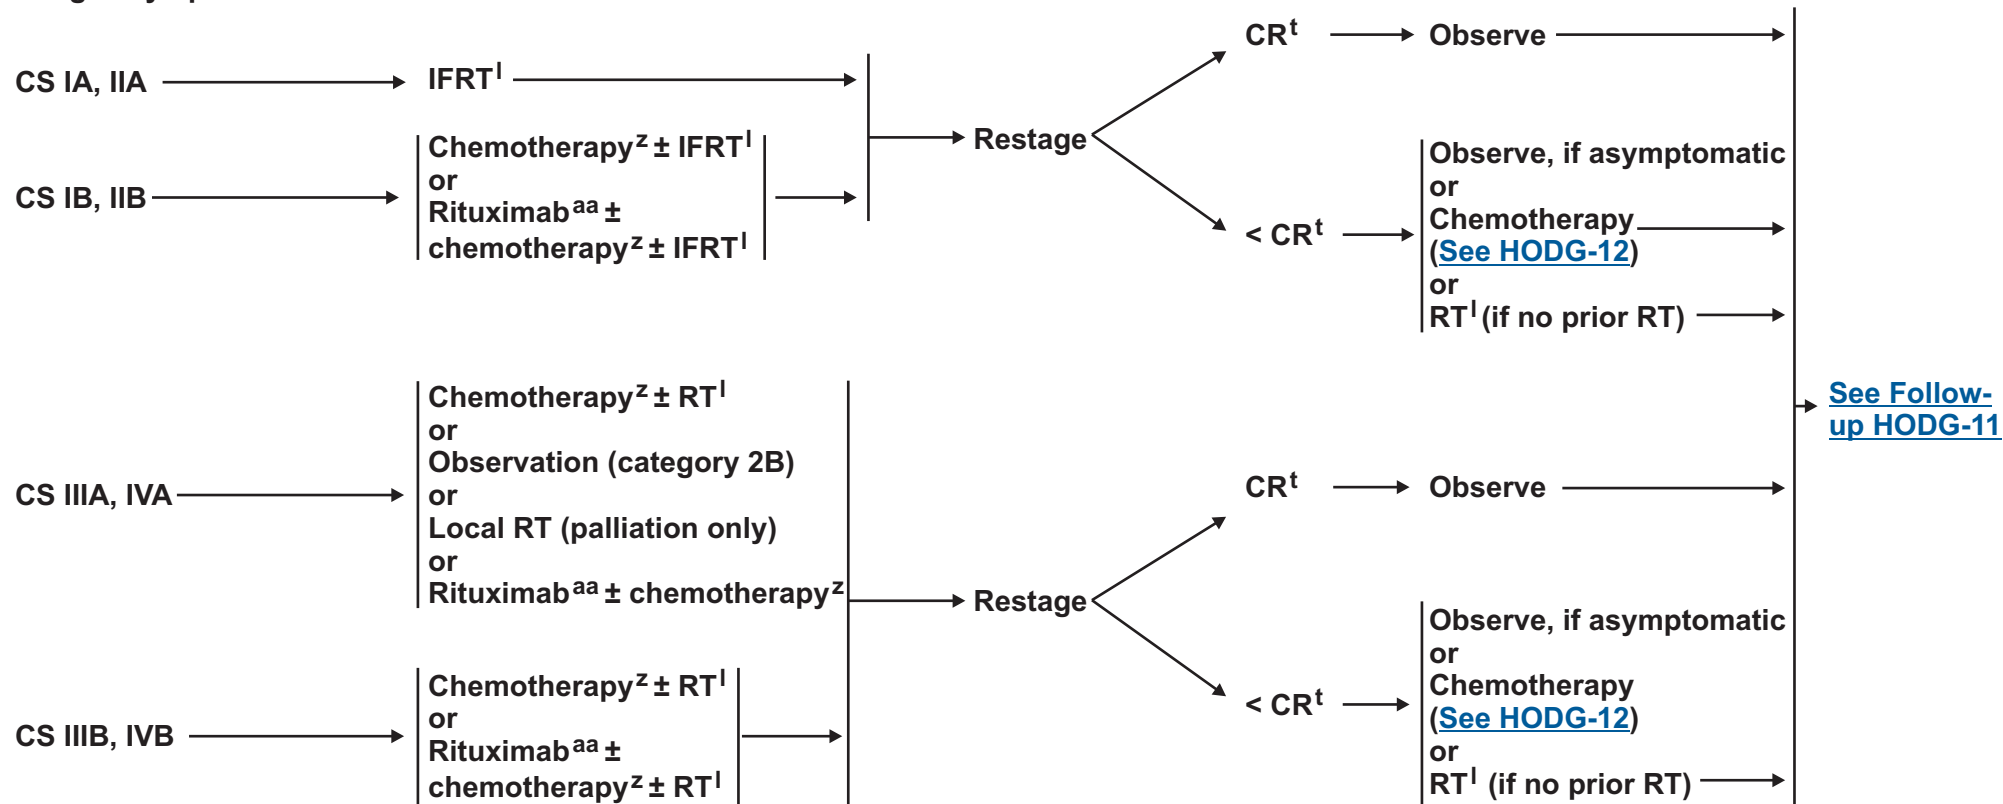 CS IA, IIA
IFRTˡ
CS IB, IIB
Chemotherapyᶻ ± IFRTˡ
or
Rituximabᵃᵃ ±
chemotherapyᶻ ± IFRTˡ
Restage
CRᵗ
Observe
< CRᵗ
Observe, if asymptomatic
or
Chemotherapy
(See HODG-12)
or
RTˡ (if no prior RT)
CS IIIA, IVA
Chemotherapyᶻ ± RTˡ
or
Observation (category 2B)
or
Local RT (palliation only)
or
Rituximabᵃᵃ ± chemotherapyᶻ
CS IIIB, IVB
Chemotherapyᶻ ± RTˡ
or
Rituximabᵃᵃ ±
chemotherapyᶻ ± RTˡ
Restage
CRᵗ
Observe
< CRᵗ
Observe, if asymptomatic
or
Chemotherapy
(See HODG-12)
or
RTˡ (if no prior RT)
See Follow-
up HODG-11